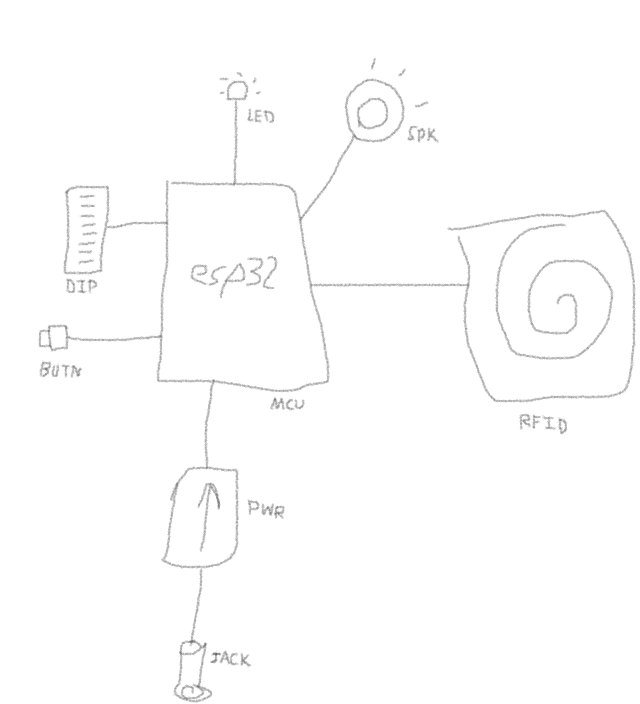 LED
SPK
esp32
DIP
BUTN
MCU
RFID
PWR
JACK